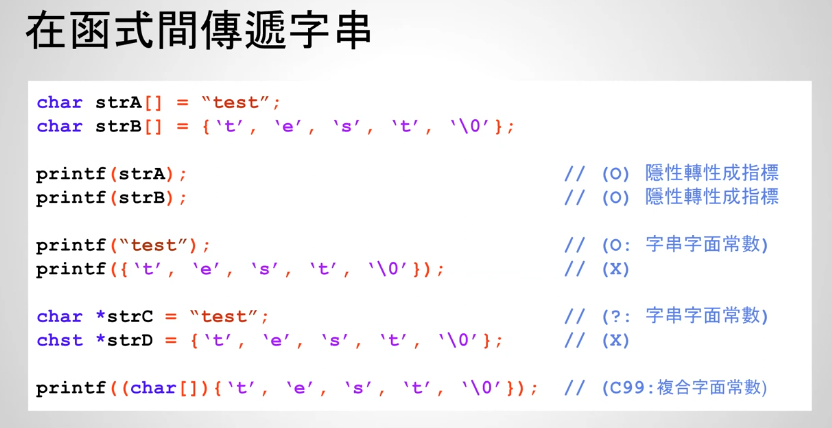 在函式間傳遞字串
char strA[] = “test”;
char strB[] = {‘t’, ‘e’, ‘s’, ‘t’, ‘\0’};
printf(strA); // (O) 隱性轉性成指標
printf(strB); // (O) 隱性轉性成指標
printf(“test”); // (O: 字串字面常數)
printf({‘t’, ‘e’, ‘s’, ‘t’, ‘\0’}); // (X)
char *strC = “test”; // (?: 字串字面常數)
chst *strD = {‘t’, ‘e’, ‘s’, ‘t’, ‘\0’}; // (X)
printf((char[]){‘t’, ‘e’, ‘s’, ‘t’, ‘\0’}); // (C99:複合字面常數)